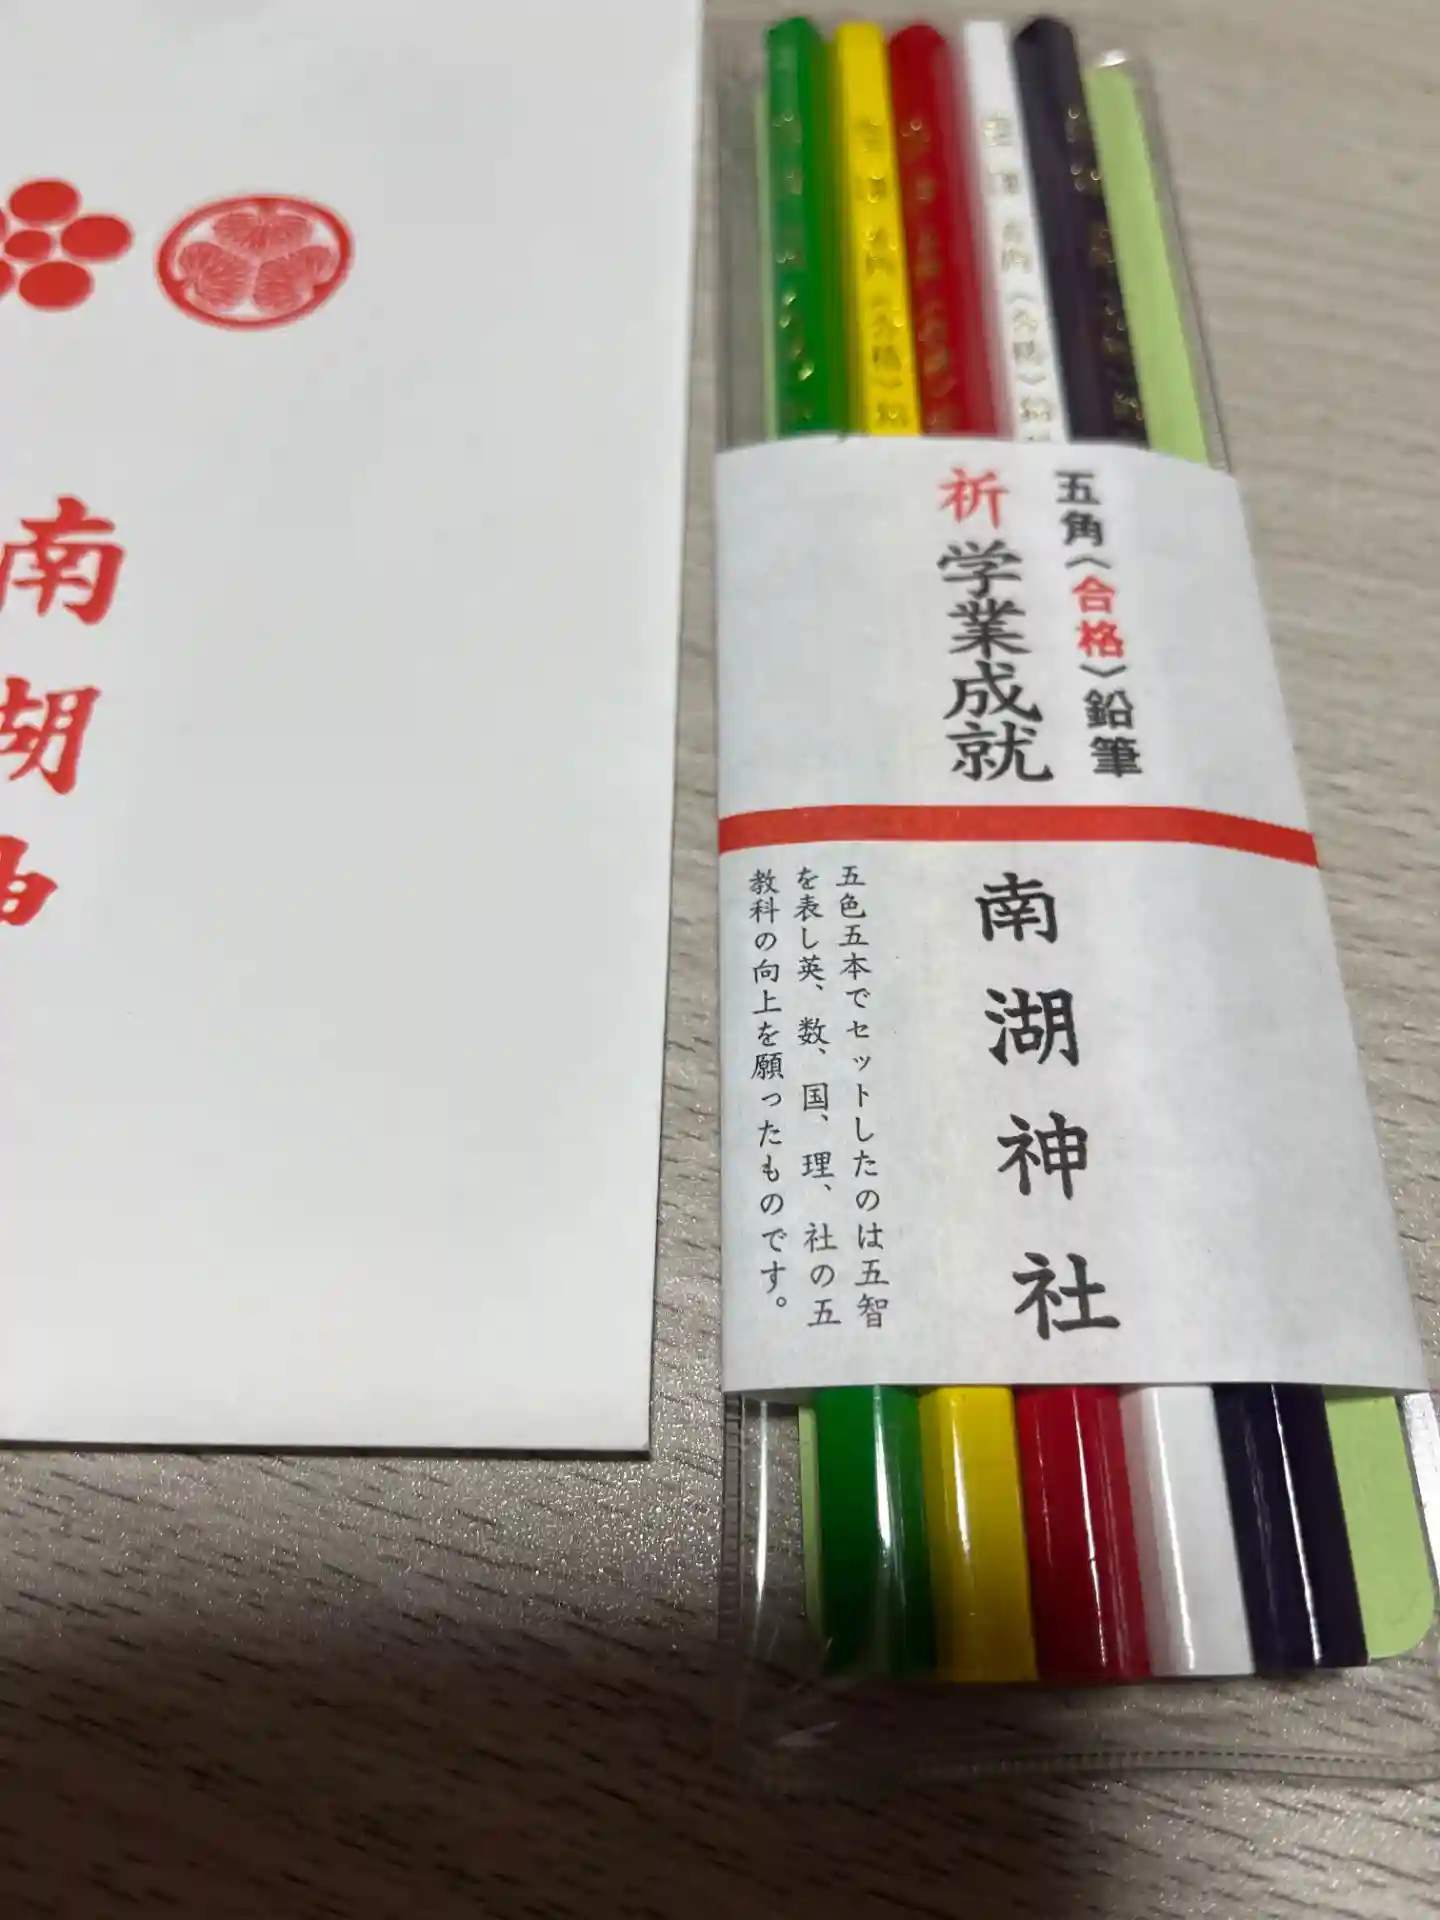 五角〈合格〉鉛筆
祈 学業成就
南湖神社
五色五本でセットしたのは五智
を表し英、数、国、理、社の五
教科の向上を願ったものです。
南湖神